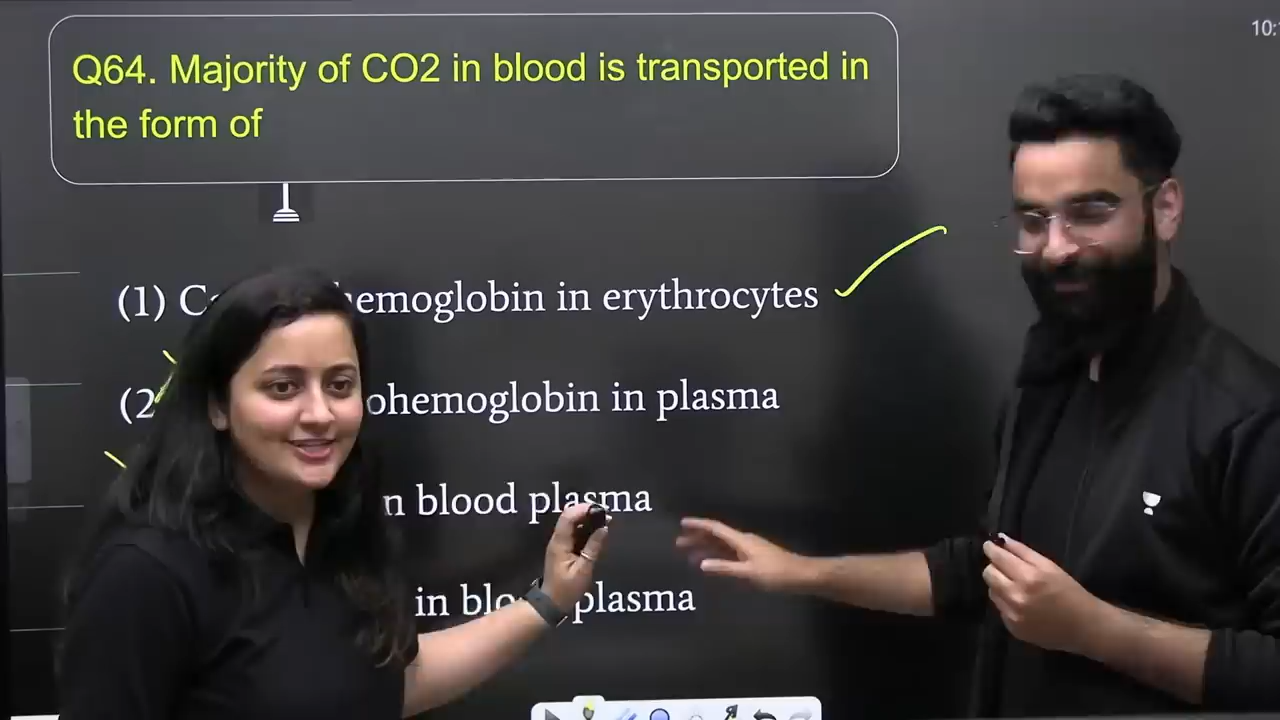 10:
Q64. Majority of CO2 in blood is transported in
the form of
(1) hemoglobin in erythrocytes
(2 ohemoglobin in plasma
in blood plasma
in plasma